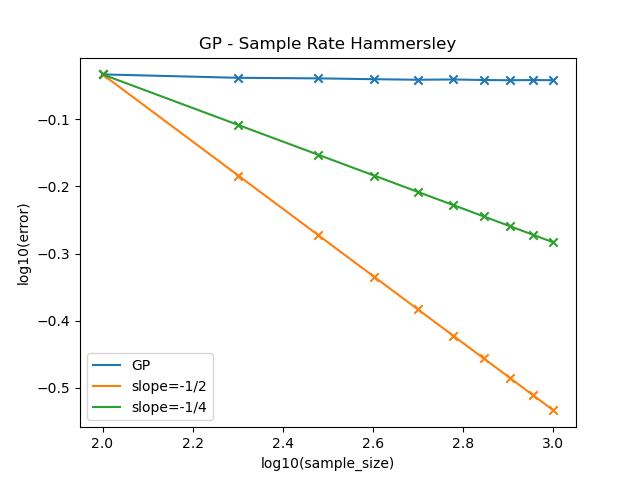 GP - Sample Rate Hammersley
−0.1
−0.2
−0.3
−0.4
−0.5
log10(error)
GP
slope=-1/2
slope=-1/4
2.0 2.2 2.4 2.6 2.8 3.0
log10(sample_size)